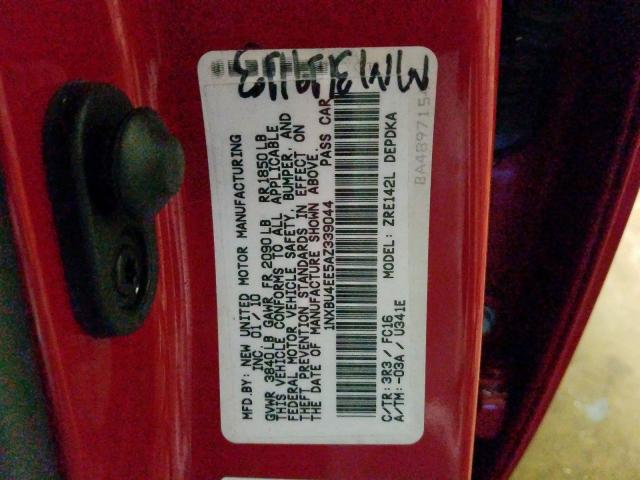 MFD.BY: NEW UNITED MOTOR MANUFACTURING
INC 01/10
GVWR 3840LB GAWR FR 2090LB RR 1850LB
THIS VEHICLE CONFORMS TO ALL APPLICABLE
FEDERAL MOTOR VEHICLE SAFETY, BUMPER, AND
THEFT PREVENTION STANDARDS IN EFFECT ON
THE DATE OF MANUFACTURE SHOWN ABOVE.
1NXBU4EE5AZ339044 PASS CAR
C/TR: 3R3 / FC16 MODEL: ZRE142L DEPDKA
A/TM: -03A / U341E
BA489715